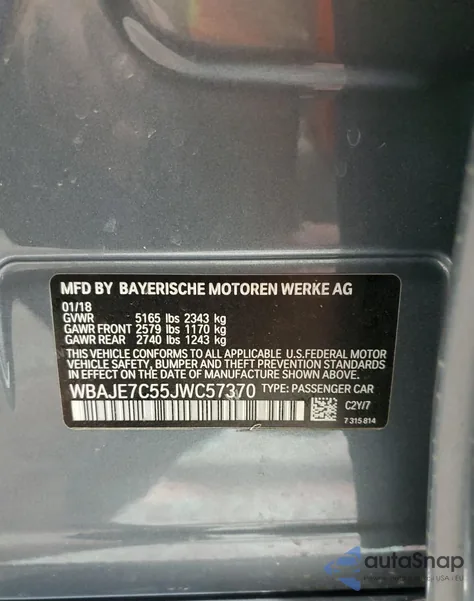 MFD BY BAYERISCHE MOTOREN WERKE AG
01/18
GVWR 5165 lbs 2343 kg
GAWR FRONT 2579 lbs 1170 kg
GAWR REAR 2740 lbs 1243 kg
THIS VEHICLE CONFORMS TO ALL APPLICABLE U.S.FEDERAL MOTOR
VEHICLE SAFETY, BUMPER AND THEFT PREVENTION STANDARDS
IN EFFECT ON THE DATE OF MANUFACTURE SHOWN ABOVE.
WBAJE7C55JWC57370 TYPE: PASSENGER CAR
C2Y/7
7 315 814
autoSnap